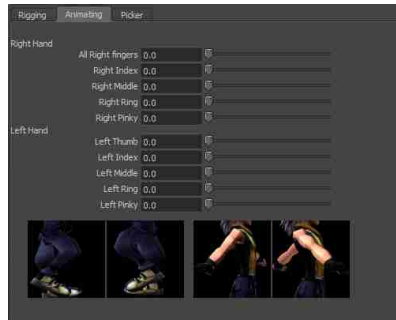 Rigging Animating Picker
Right Hand
All Right fingers 0.0
Right Index 0.0
Right Middle 0.0
Right Ring 0.0
Right Pinky 0.0
Left Hand
Left Thumb 0.0
Left Index 0.0
Left Middle 0.0
Left Ring 0.0
Left Pinky 0.0